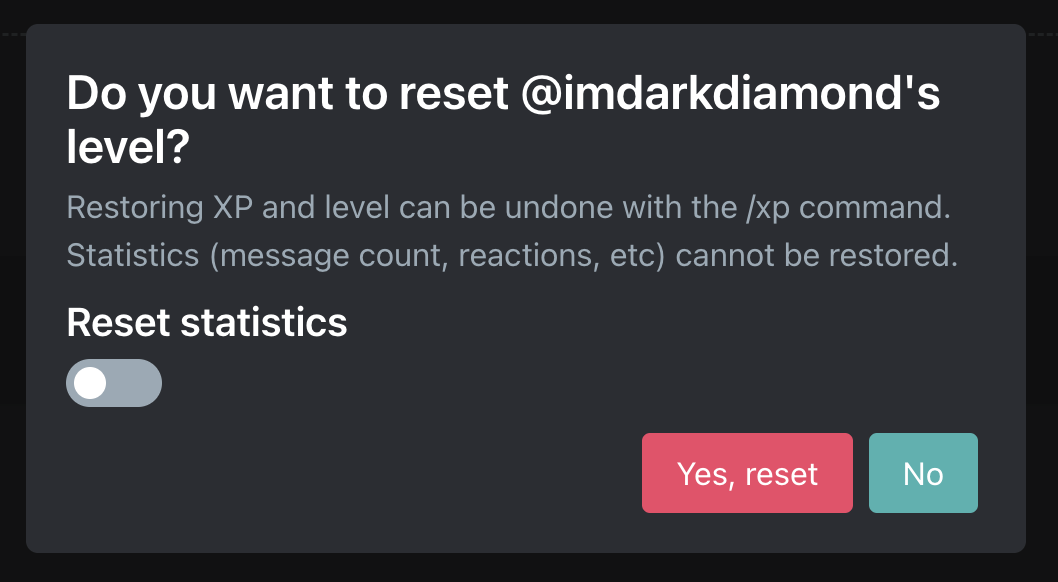 Do you want to reset @imdarkdiamond's
level?
Restoring XP and level can be undone with the /xp command.
Statistics (message count, reactions, etc) cannot be restored.
Reset statistics
Yes, reset
No